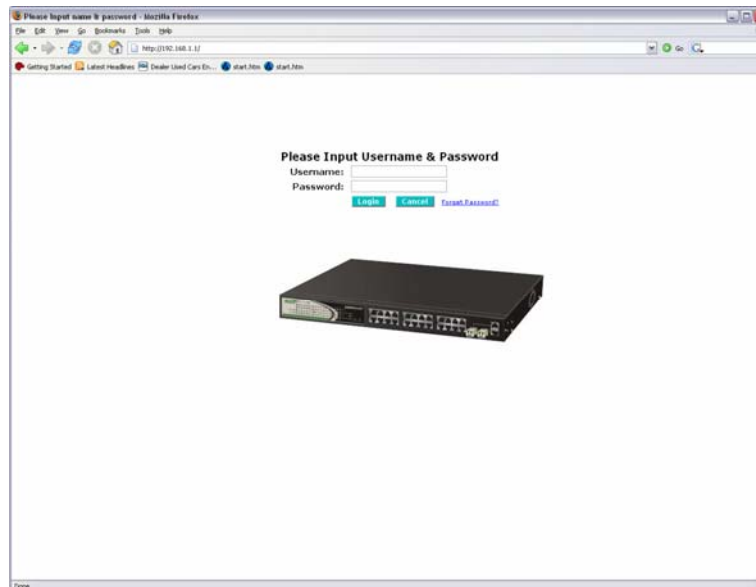 Please Input name & password - Mozilla Firefox
File Edit View Go Bookmarks Tools Help
http://192.168.1.1/
Go
Getting Started Latest Headlines Dealer Used Cars En... start.htm start.htm
Please Input Username & Password
Username:
Password:
Login Cancel Forget Password?
Done